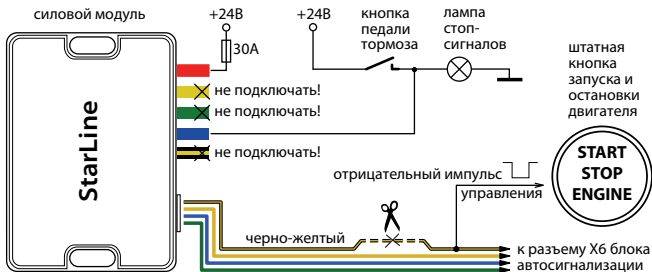 силовой модуль
+24В
30А
+24В
кнопка
педали
тормоза
лампа
стоп-
сигналов
штатная
кнопка
запуска и
остановки
двигателя
не подключать!
не подключать!
не подключать!
StarLine
START
STOP
ENGINE
отрицательный импульс
управления
черно-желтый
к разъему X6 блока
автосигнализации